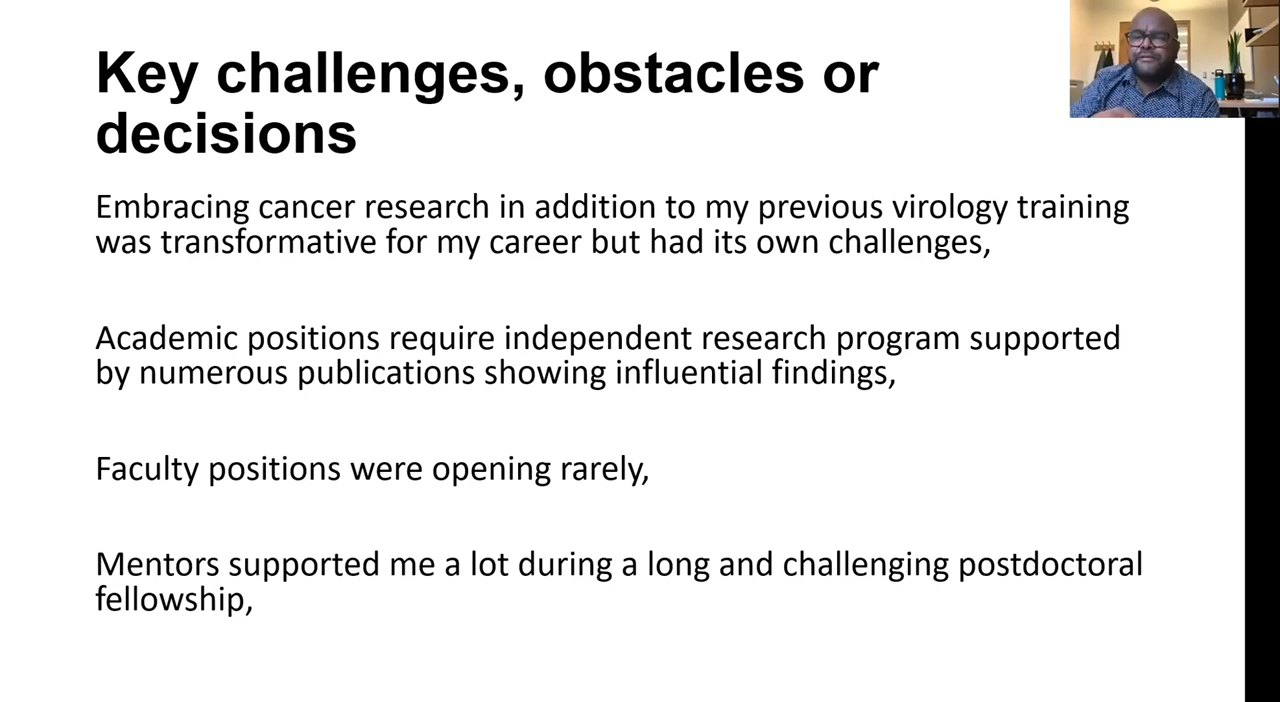 Key challenges, obstacles or
decisions
Embracing cancer research in addition to my previous virology training
was transformative for my career but had its own challenges,
Academic positions require independent research program supported
by numerous publications showing influential findings,
Faculty positions were opening rarely,
Mentors supported me a lot during a long and challenging postdoctoral
fellowship,